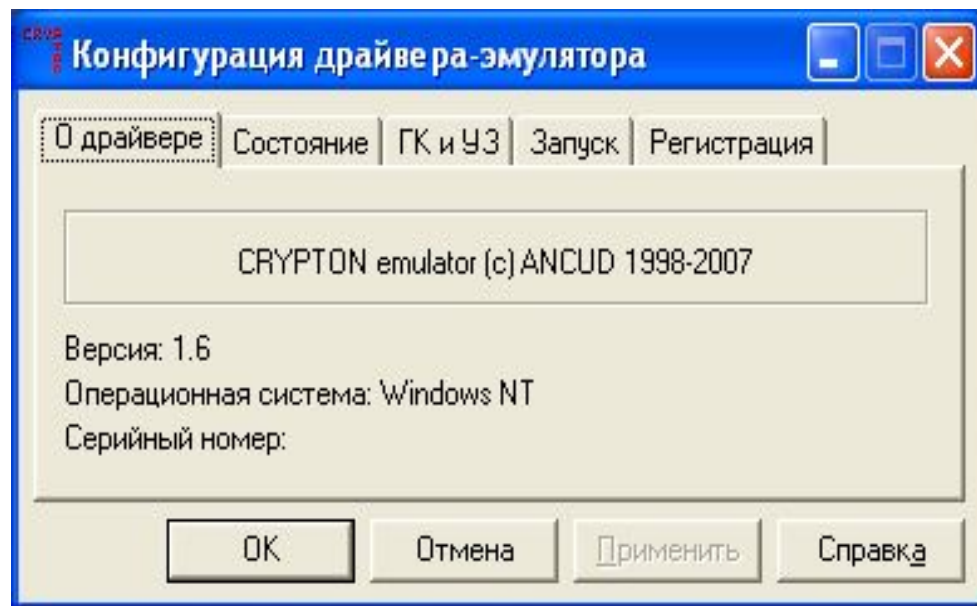 Конфигурация драйвера-эмулятора
О драйвере Состояние ГК и УЗ Запуск Регистрация
CRYPTON emulator (c) ANCUD 1998-2007
Версия: 1.6
Операционная система: Windows NT
Серийный номер:
OK Отмена Применить Справка